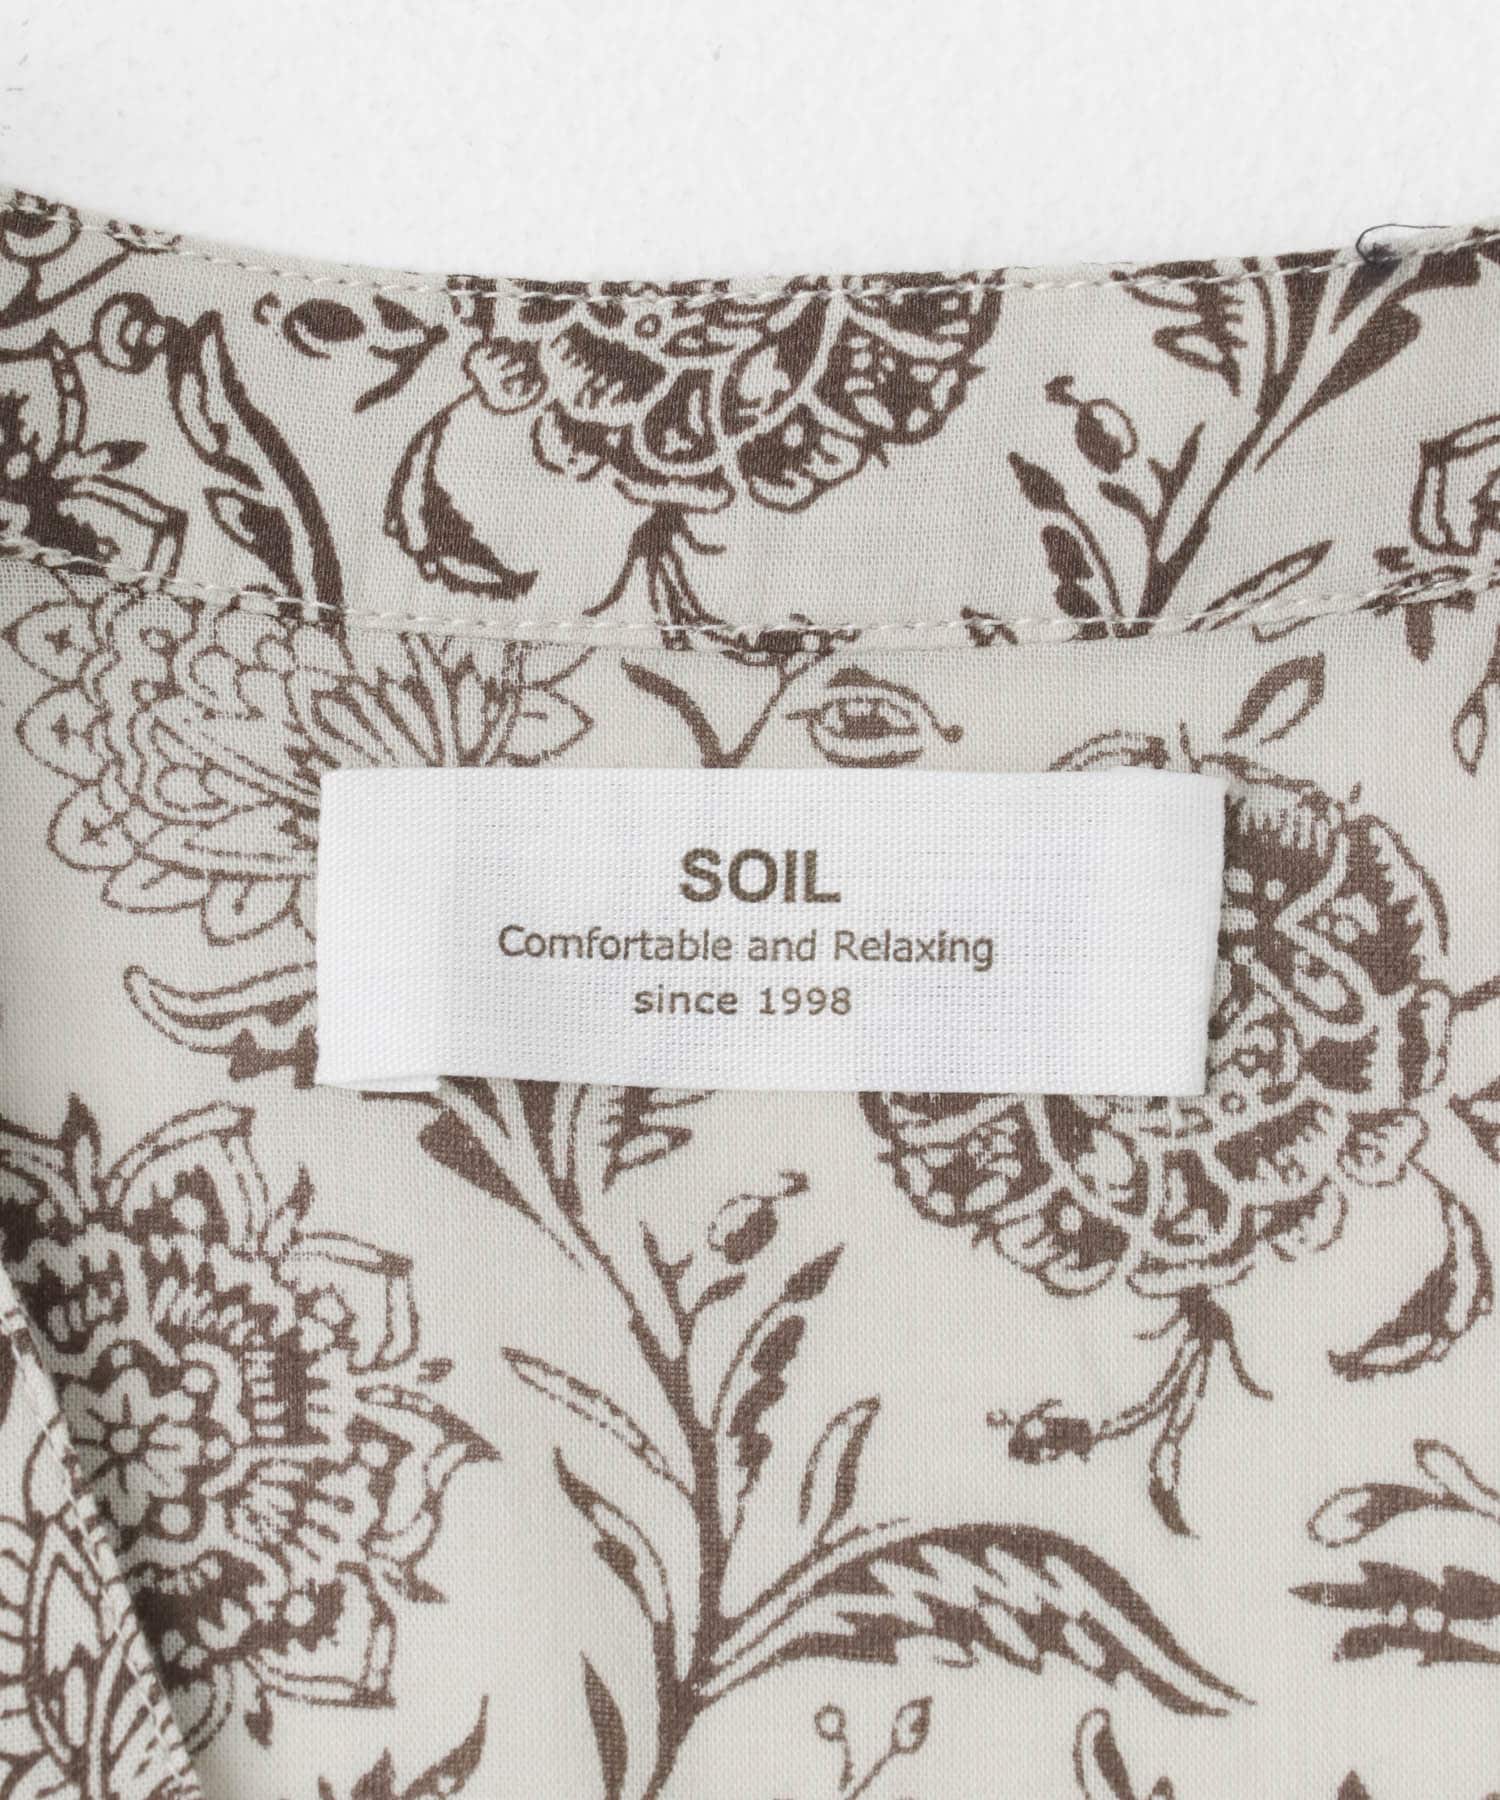 SOIL
Comfortable and Relaxing
since 1998